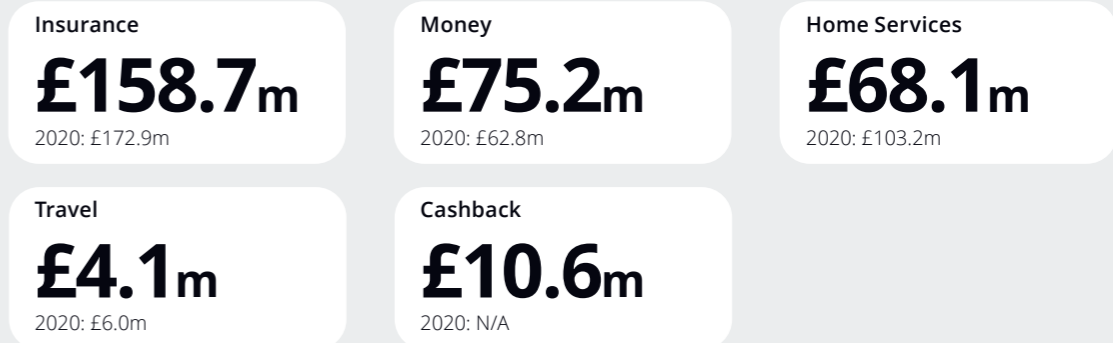 Insurance
£158.7m
2020: £172.9m
Money
£75.2m
2020: £62.8m
Home Services
£68.1m
2020: £103.2m
Travel
£4.1m
2020: £6.0m
Cashback
£10.6m
2020: N/A